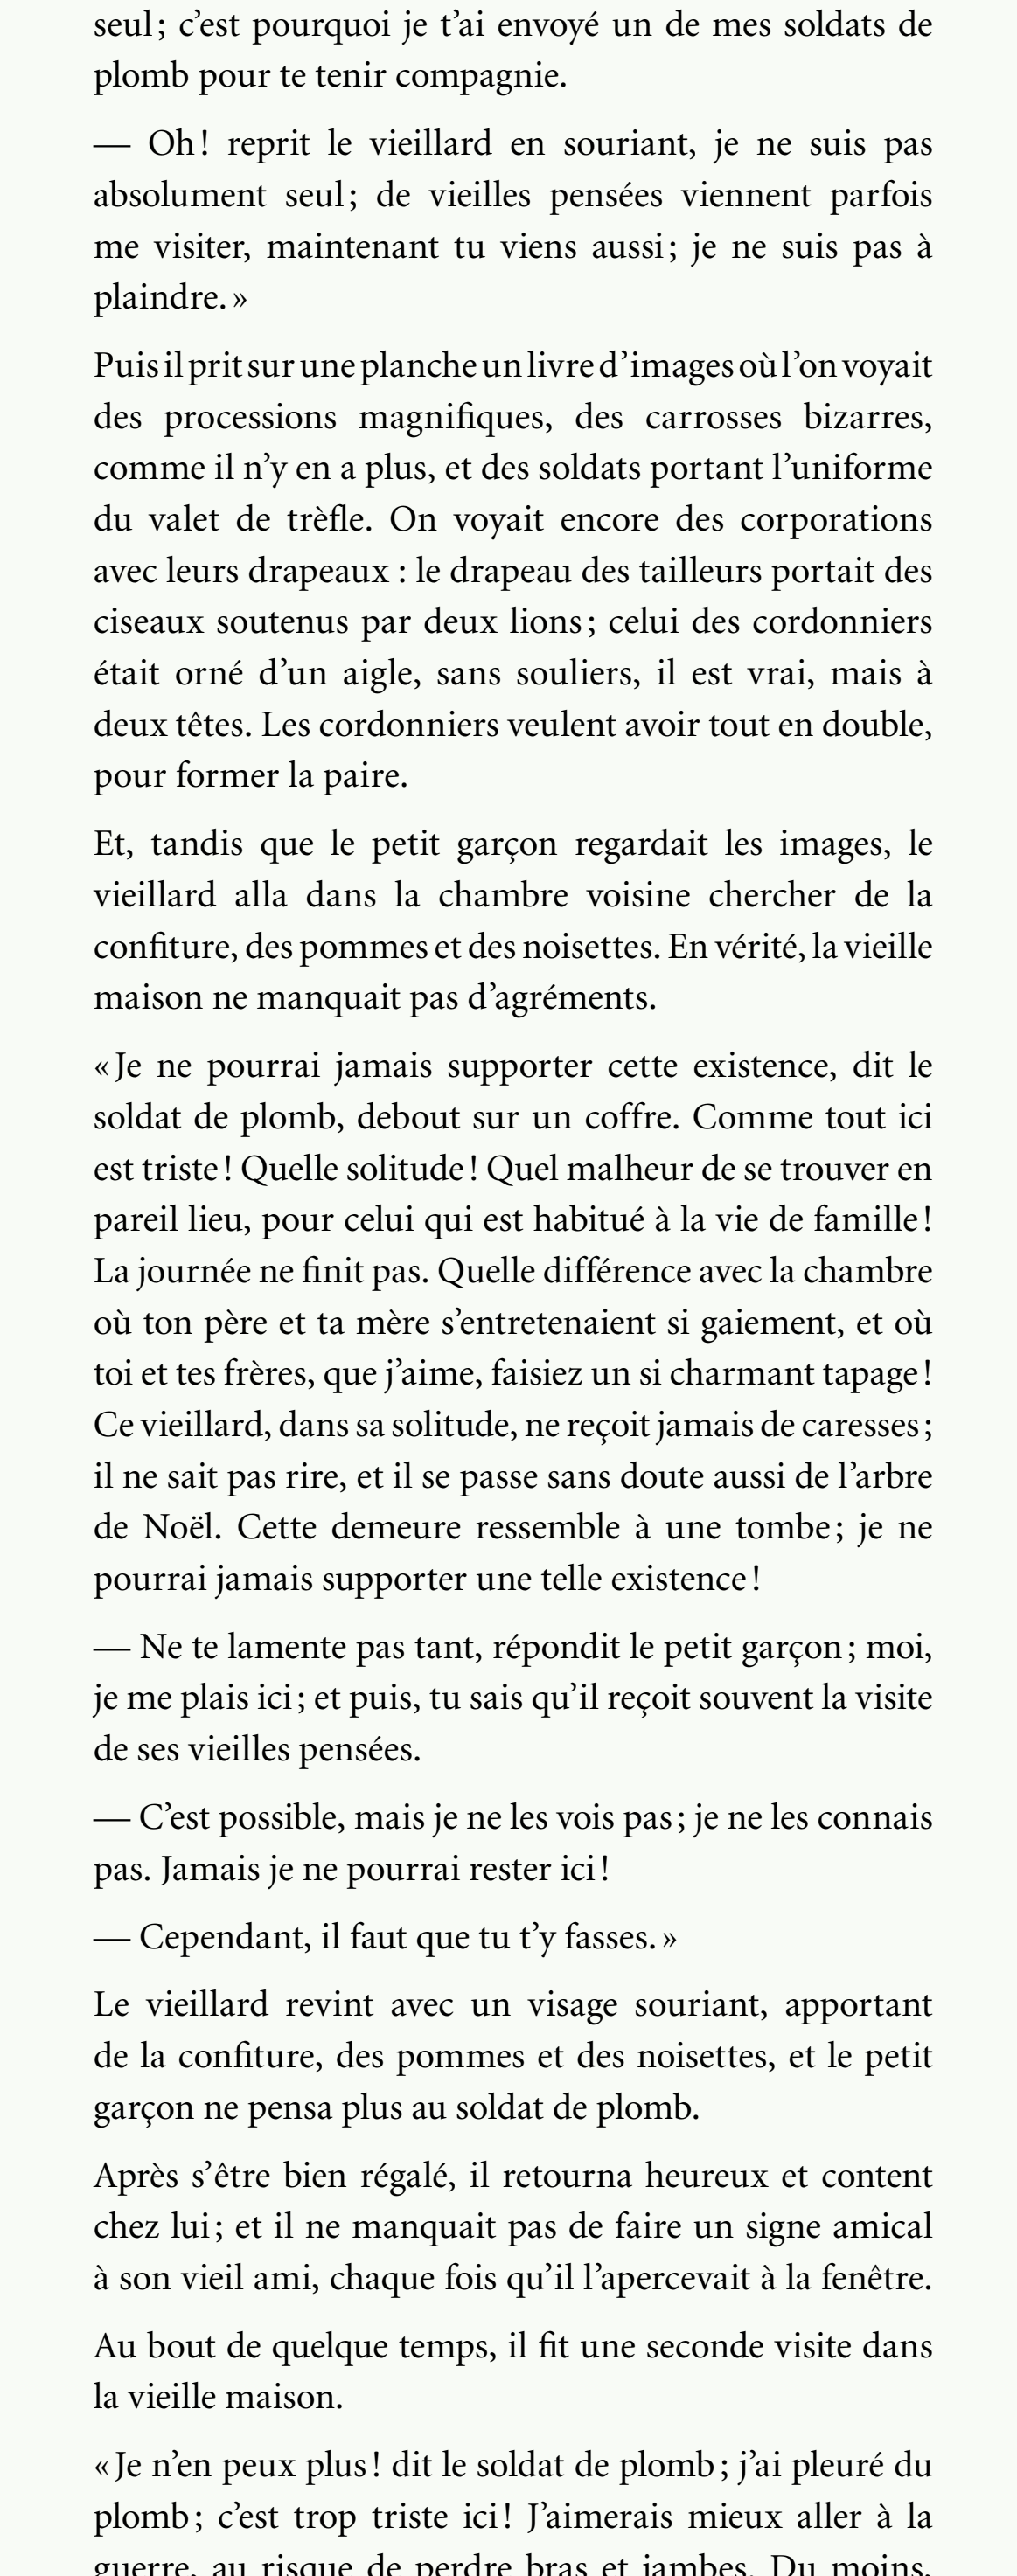 seul ; c’est pourquoi je t’ai envoyé un de mes soldats de
plomb pour te tenir compagnie.
— Oh ! reprit le vieillard en souriant, je ne suis pas
absolument seul ; de vieilles pensées viennent parfois
me visiter, maintenant tu viens aussi ; je ne suis pas à
plaindre. »
Puis il prit sur une planche un livre d’images où l’on voyait
des processions magnifiques, des carrosses bizarres,
comme il n’y en a plus, et des soldats portant l’uniforme
du valet de trèfle. On voyait encore des corporations
avec leurs drapeaux : le drapeau des tailleurs portait des
ciseaux soutenus par deux lions ; celui des cordonniers
était orné d’un aigle, sans souliers, il est vrai, mais à
deux têtes. Les cordonniers veulent avoir tout en double,
pour former la paire.
Et, tandis que le petit garçon regardait les images, le
vieillard alla dans la chambre voisine chercher de la
confiture, des pommes et des noisettes. En vérité, la vieille
maison ne manquait pas d’agréments.
« Je ne pourrai jamais supporter cette existence, dit le
soldat de plomb, debout sur un coffre. Comme tout ici
est triste ! Quelle solitude ! Quel malheur de se trouver en
pareil lieu, pour celui qui est habitué à la vie de famille !
La journée ne finit pas. Quelle différence avec la chambre
où ton père et ta mère s’entretenaient si gaiement, et où
toi et tes frères, que j’aime, faisiez un si charmant tapage !
Ce vieillard, dans sa solitude, ne reçoit jamais de caresses ;
il ne sait pas rire, et il se passe sans doute aussi de l’arbre
de Noël. Cette demeure ressemble à une tombe ; je ne
pourrai jamais supporter une telle existence !
— Ne te lamente pas tant, répondit le petit garçon ; moi,
je me plais ici ; et puis, tu sais qu’il reçoit souvent la visite
de ses vieilles pensées.
— C’est possible, mais je ne les vois pas ; je ne les connais
pas. Jamais je ne pourrai rester ici !
— Cependant, il faut que tu t’y fasses. »
Le vieillard revint avec un visage souriant, apportant
de la confiture, des pommes et des noisettes, et le petit
garçon ne pensa plus au soldat de plomb.
Après s’être bien régalé, il retourna heureux et content
chez lui ; et il ne manquait pas de faire un signe amical
à son vieil ami, chaque fois qu’il l’apercevait à la fenêtre.
Au bout de quelque temps, il fit une seconde visite dans
la vieille maison.
« Je n’en peux plus ! dit le soldat de plomb ; j’ai pleuré du
plomb ; c’est trop triste ici ! J’aimerais mieux aller à la
guerre, au risque de perdre bras et jambes. Du moins,